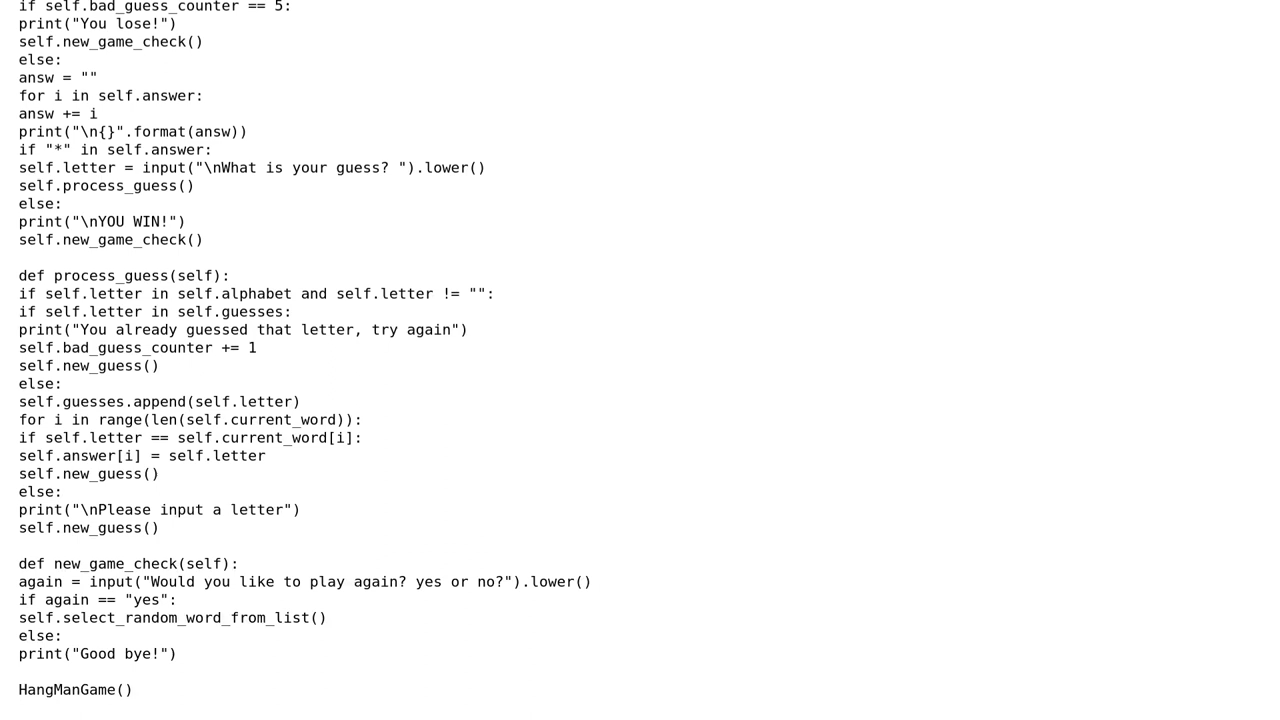 if self.bad_guess_counter == 5:
print("You lose!")
self.new_game_check()
else:
answ = ""
for i in self.answer:
answ += i
print("\n{}".format(answ))
if "*" in self.answer:
self.letter = input("\nWhat is your guess? ").lower()
self.process_guess()
else:
print("\nYOU WIN!")
self.new_game_check()

def process_guess(self):
if self.letter in self.alphabet and self.letter != "":
if self.letter in self.guesses:
print("You already guessed that letter, try again")
self.bad_guess_counter += 1
self.new_guess()
else:
self.guesses.append(self.letter)
for i in range(len(self.current_word)):
if self.letter == self.current_word[i]:
self.answer[i] = self.letter
self.new_guess()
else:
print("\nPlease input a letter")
self.new_guess()

def new_game_check(self):
again = input("Would you like to play again? yes or no?").lower()
if again == "yes":
self.select_random_word_from_list()
else:
print("Good bye!")

HangManGame()